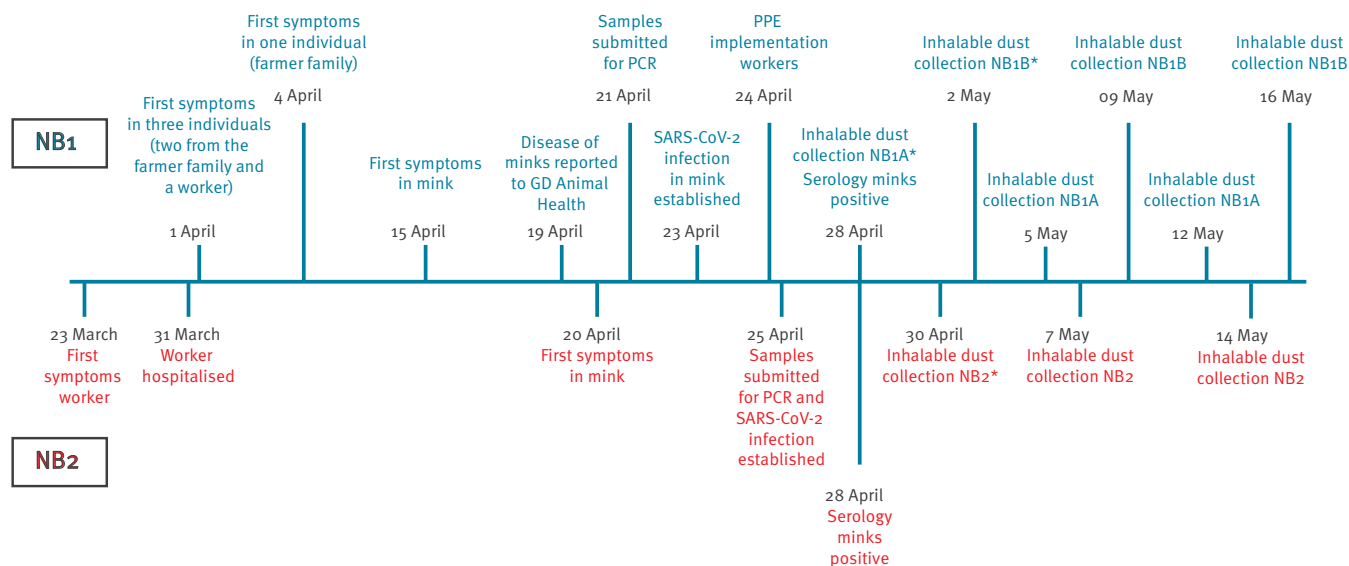 NB1
First symptoms
in three individuals
(two from the
farmer family and
a worker)
1 April
First symptoms
in one individual
(farmer family)
4 April
First symptoms
in mink
15 April
Disease of
minks reported
to GD Animal
Health
19 April
Samples
submitted
for PCR
21 April
SARS-CoV-2
infection
in mink
established
23 April
PPE
implementation
workers
24 April
Inhalable dust
collection NB1A*
Serology minks
positive
28 April
Inhalable dust
collection NB1B*
2 May
Inhalable dust
collection NB1A
5 May
Inhalable dust
collection NB1B
09 May
Inhalable dust
collection NB1A
12 May
Inhalable dust
collection NB1B
16 May
23 March
First
symptoms
worker
31 March
Worker
hospitalised
20 April
First symptoms
in mink
25 April
Samples
submitted
for PCR and
SARS-CoV-2
infection
established
28 April
Serology
minks
positive
30 April
Inhalable dust
collection NB2*
7 May
Inhalable dust
collection NB2
14 May
Inhalable dust
collection NB2
NB2